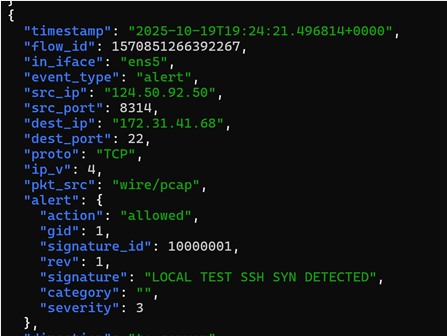 }
{
"timestamp": "2025-10-19T19:24:21.496814+0000",
"flow_id": 1570851266392267,
"in_iface": "ens5",
"event_type": "alert",
"src_ip": "124.50.92.50",
"src_port": 8314,
"dest_ip": "172.31.41.68",
"dest_port": 22,
"proto": "TCP",
"ip_v": 4,
"pkt_src": "wire/pcap",
"alert": {
"action": "allowed",
"gid": 1,
"signature_id": 10000001,
"rev": 1,
"signature": "LOCAL TEST SSH SYN DETECTED",
"category": "",
"severity": 3
},